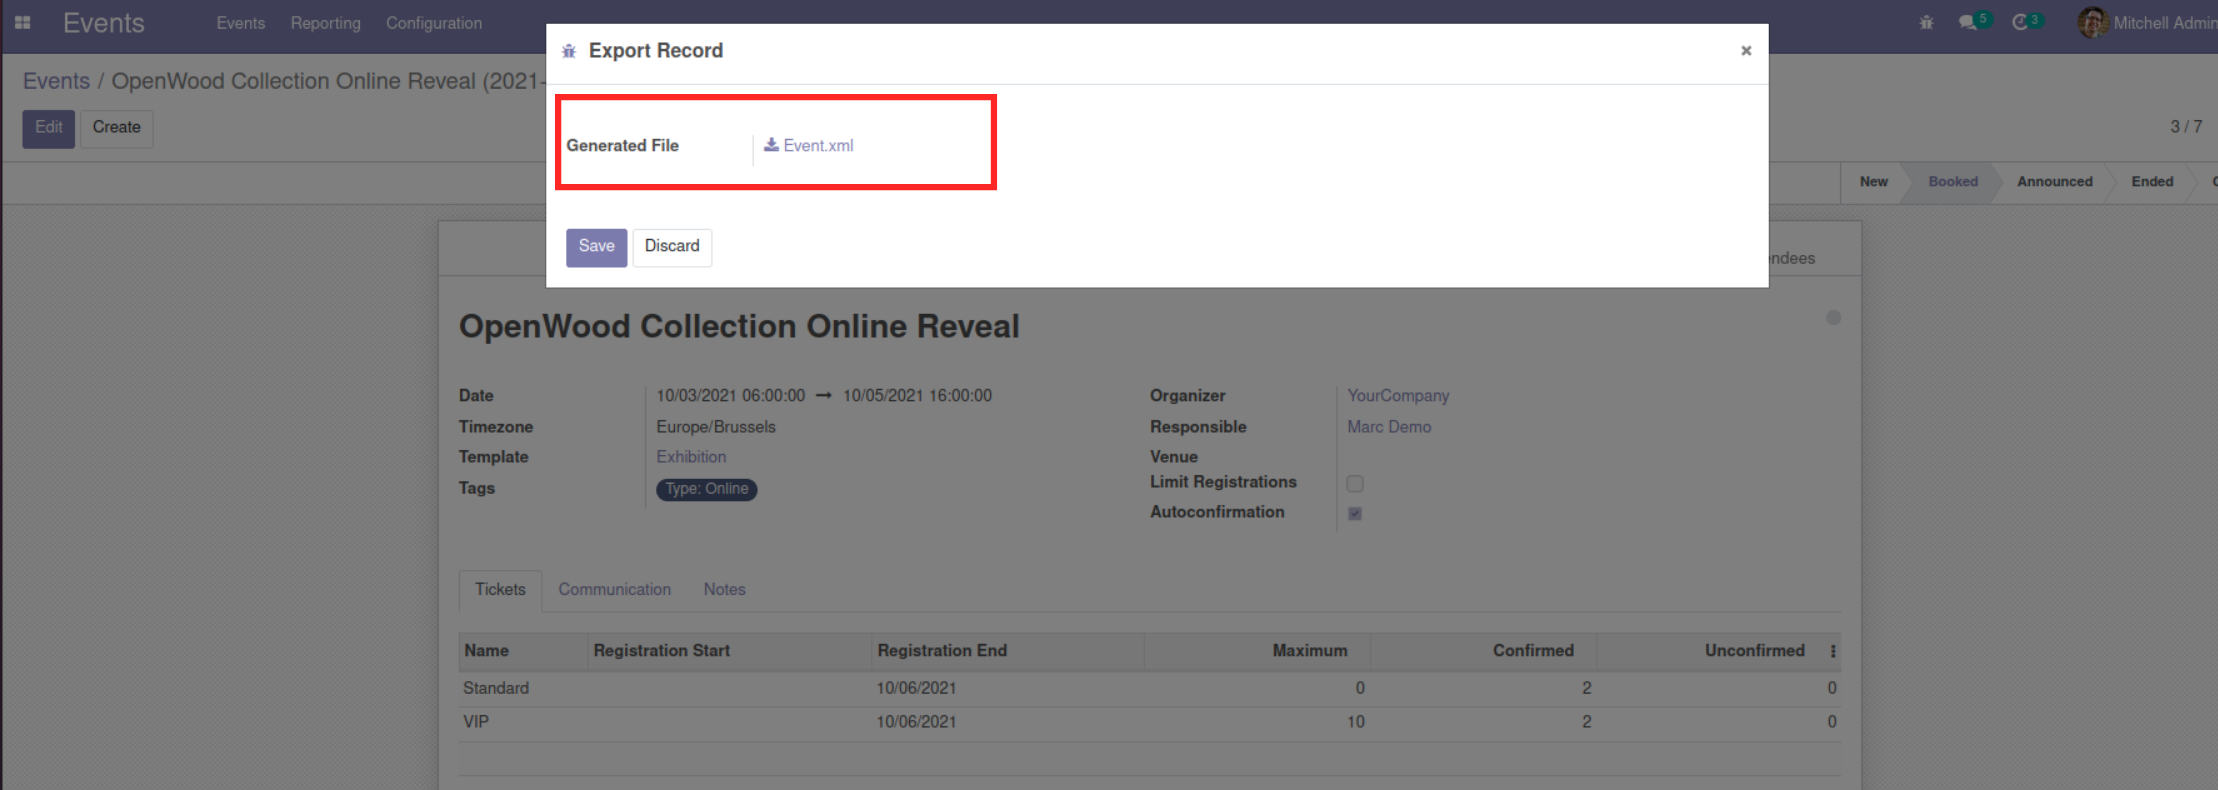 Events Events Reporting Configuration 5 3 Mitchell Admin
Export Record
Events / OpenWood Collection Online Reveal (2021-
Edit Create
3 / 7
Generated File Event.xml
New Booked Announced Ended
Save Discard
endees
OpenWood Collection Online Reveal
Date 10/03/2021 06:00:00 → 10/05/2021 16:00:00 Organizer YourCompany
Timezone Europe/Brussels Responsible Marc Demo
Template Exhibition Venue
Tags Type: Online Limit Registrations
Autoconfirmation
Tickets Communication Notes
Name Registration Start Registration End Maximum Confirmed Unconfirmed
Standard 10/06/2021 0 2 0
VIP 10/06/2021 10 2 0